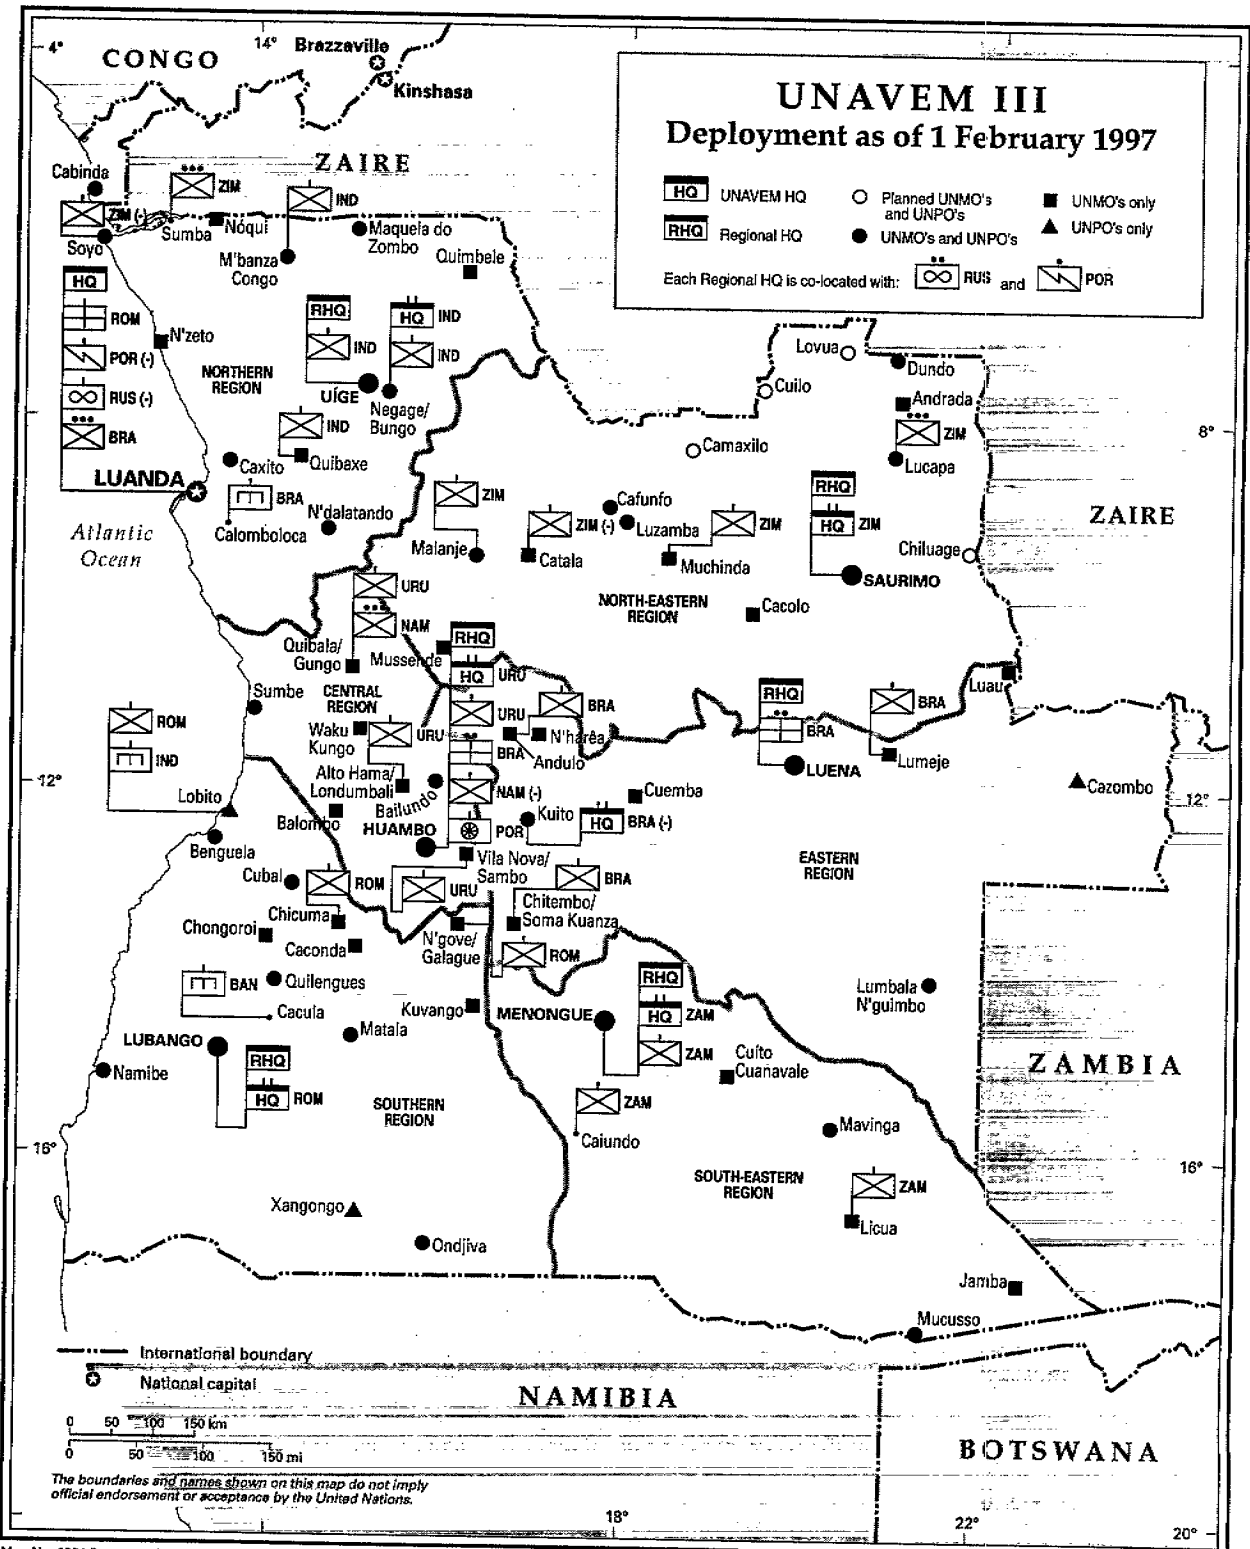 4°
14°
CONGO
Brazzaville
Kinshasa
UNAVEM III
Deployment as of 1 February 1997
HQ UNAVEM HQ
RHQ Regional HQ
Planned UNMO's
and UNPO's
UNMO's and UNPO's
UNMO's only
UNPO's only
Each Regional HQ is co-located with: RUS and POR
ZAIRE
Cabinda
ZIM
IND
ZIM (-)
Soyo
Sumba
Nóqui
M'banza
Congo
Maquela do
Zombo
Quimbele
HQ
ROM
POR (-)
RUS (-)
BRA
LUANDA
N'zeto
NORTHERN
REGION
RHQ
IND
HQ IND
IND
UÍGE
Negage/
Bungo
IND
Quibaxe
Caxito
BRA
Calomboloca
N'dalatando
Lovua
Dundo
Cuilo
Andrada
ZIM
Lucapa
8°
Camaxilo
ZIM
Malanje
Cafunfo
ZIM (-)
Luzamba
Catala
ZIM
Muchinda
RHQ
HQ ZIM
SAURIMO
Chiluage
ZAIRE
Atlantic
Ocean
NORTH-EASTERN
REGION
Cacolo
URU
NAM
Quibala/
Gungo
Mussende
RHQ
HQ URU
URU
BRA
NAM (-)
POR
HUAMBO
CENTRAL
REGION
Sumbe
Waku
Kungo
URU
Alto Hama/
Londumbali
Bailundo
Balombo
BRA
N'harêa
Andulo
RHQ
BRA
LUENA
BRA
Lumeje
Luau
Cazombo
12°
12°
ROM
IND
Lobito
Benguela
Cuemba
Kuito
HQ BRA (-)
Vila Nova/
Sambo
URU
BRA
Chitembo/
Soma Kuanza
EASTERN
REGION
Cubal
ROM
Chicuma
Chongoroi
Caconda
N'gove/
Galague
ROM
BAN
Quilengues
Cacula
Kuvango
MENONGUE
RHQ
HQ ZAM
ZAM
Lumbala
N'guimbo
LUBANGO
Matala
Namibe
RHQ
HQ ROM
Cuíto
Cuanavale
ZAMBIA
SOUTHERN
REGION
ZAM
Caiundo
Mavinga
16°
16°
SOUTH-EASTERN
REGION
ZAM
Licua
Xangongo
Ondjiva
Jamba
Mucusso
International boundary
National capital
0 50 100 150 km
0 50 100 150 mi
NAMIBIA
BOTSWANA
The boundaries and names shown on this map do not imply
official endorsement or acceptance by the United Nations.
18°
22°
20°